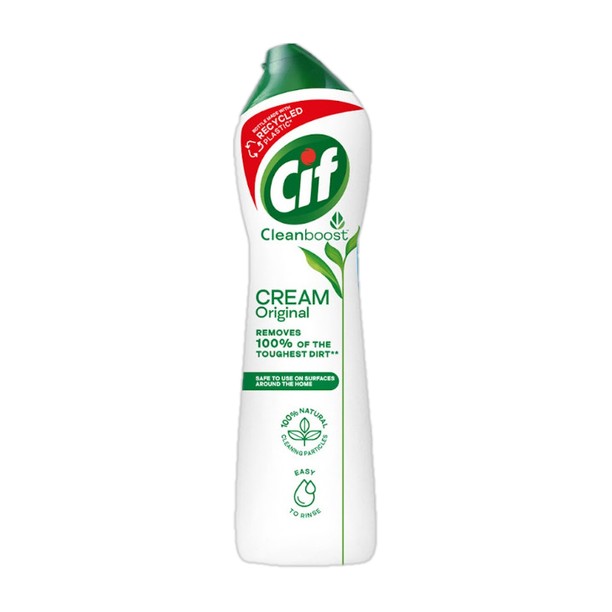 BOTTLE MADE WITH
RECYCLED
PLASTIC*
Cif
Cleanboost™
CREAM
Original
REMOVES
100% OF THE
TOUGHEST DIRT**
SAFE TO USE ON SURFACES
AROUND THE HOME
100% NATURAL
CLEANING PARTICLES
EASY
TO RINSE